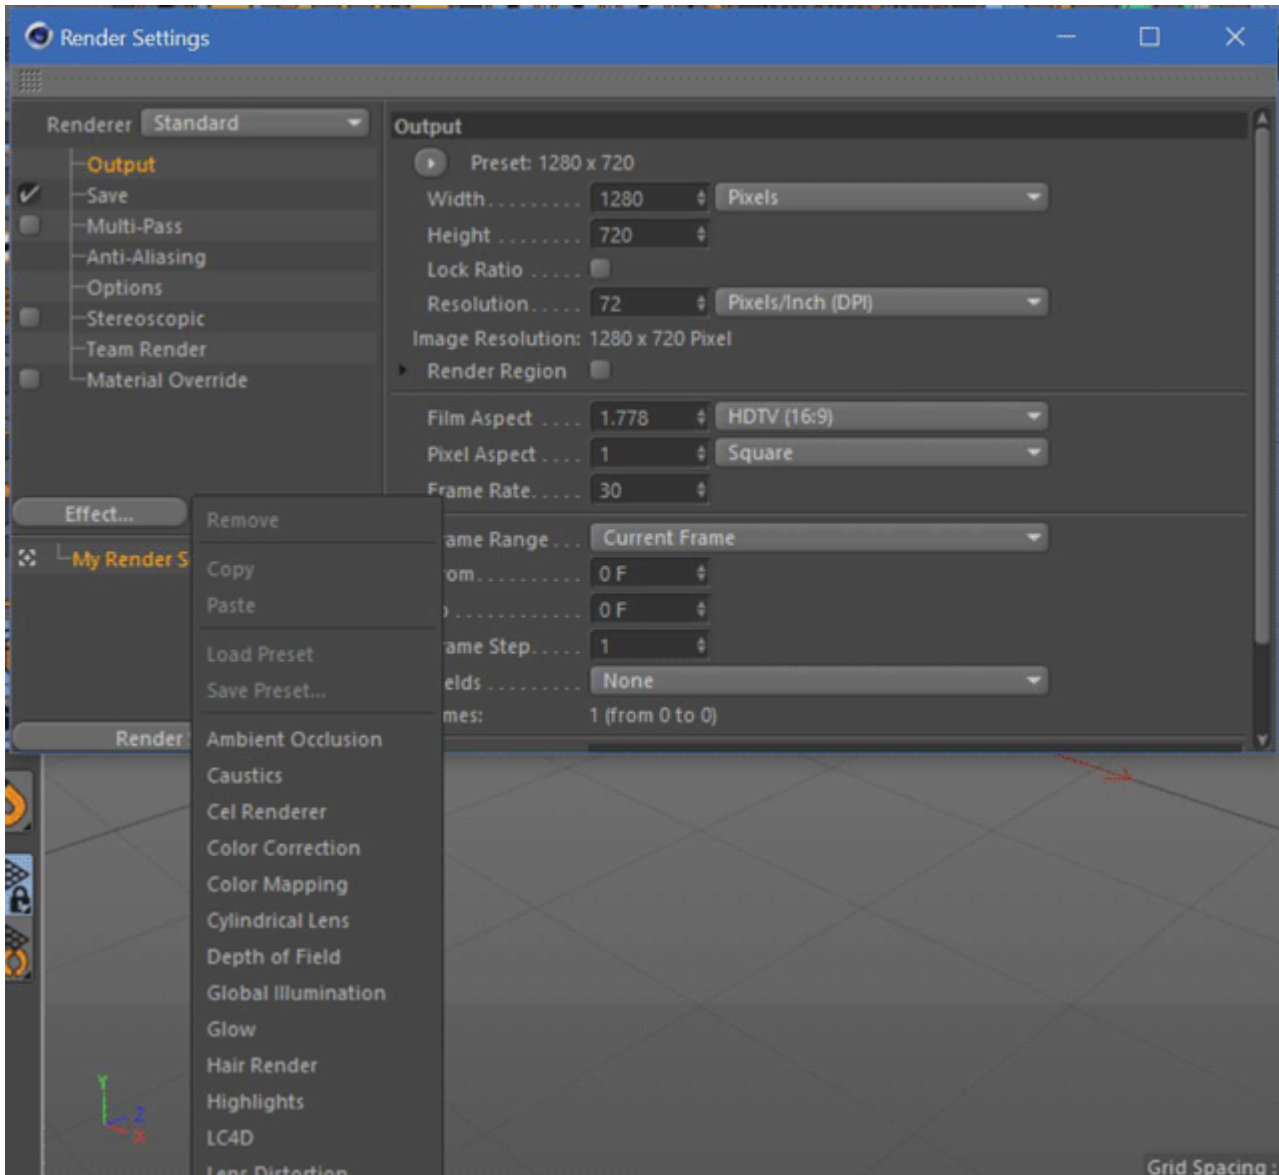 Render Settings
Renderer Standard
Output
Save
Multi-Pass
Anti-Aliasing
Options
Stereoscopic
Team Render
Material Override
Effect...
My Render S
Render
Output
Preset: 1280 x 720
Width......... 1280 Pixels
Height ........ 720
Lock Ratio .....
Resolution..... 72 Pixels/Inch (DPI)
Image Resolution: 1280 x 720 Pixel
Render Region
Film Aspect .... 1.778 HDTV (16:9)
Pixel Aspect .... 1 Square
Frame Rate..... 30
ame Range... Current Frame
om......... 0 F
............ 0 F
ame Step..... 1
elds ......... None
mes: 1 (from 0 to 0)
Remove
Copy
Paste
Load Preset
Save Preset...
Ambient Occlusion
Caustics
Cel Renderer
Color Correction
Color Mapping
Cylindrical Lens
Depth of Field
Global Illumination
Glow
Hair Render
Highlights
LC4D
Lens Distortion
Y
Z
X
Grid Spacing :